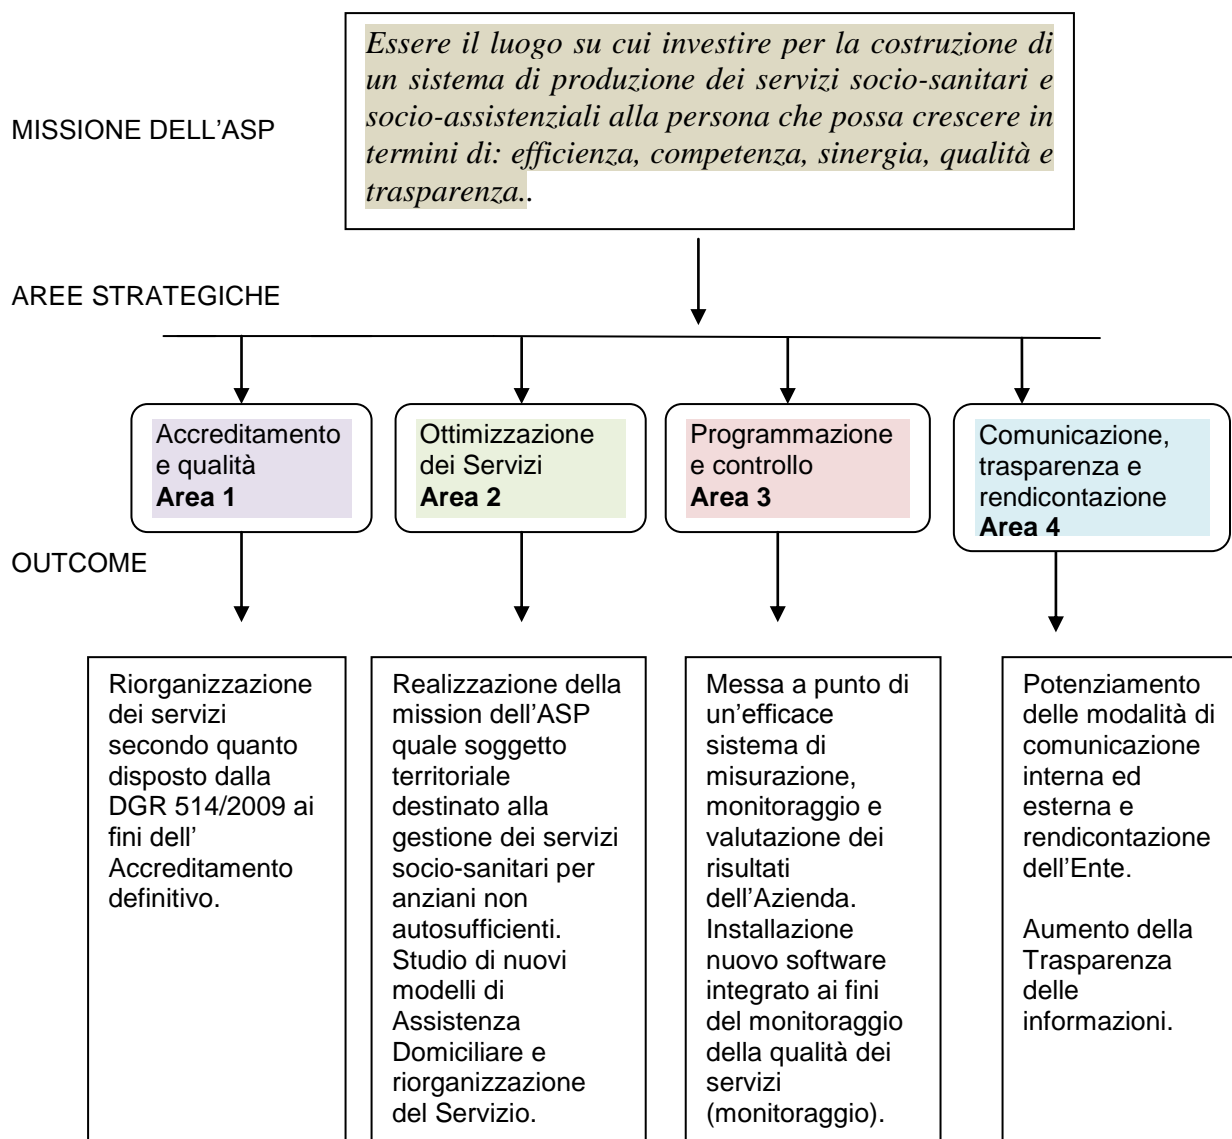 MISSIONE DELL'ASP
Essere il luogo su cui investire per la costruzione di
un sistema di produzione dei servizi socio-sanitari e
socio-assistenziali alla persona che possa crescere in
termini di: efficienza, competenza, sinergia, qualità e
trasparenza..
AREE STRATEGICHE
Accreditamento
e qualità
Area 1
Ottimizzazione
dei Servizi
Area 2
Programmazione
e controllo
Area 3
Comunicazione,
trasparenza e
rendicontazione
Area 4
OUTCOME
Riorganizzazione
dei servizi
secondo quanto
disposto dalla
DGR 514/2009 ai
fini dell'
Accreditamento
definitivo.
Realizzazione della
mission dell'ASP
quale soggetto
territoriale
destinato alla
gestione dei servizi
socio-sanitari per
anziani non
autosufficienti.
Studio di nuovi
modelli di
Assistenza
Domiciliare e
riorganizzazione
del Servizio.
Messa a punto di
un'efficace
sistema di
misurazione,
monitoraggio e
valutazione dei
risultati
dell'Azienda.
Installazione
nuovo software
integrato ai fini
del monitoraggio
della qualità dei
servizi
(monitoraggio).
Potenziamento
delle modalità di
comunicazione
interna ed
esterna e
rendicontazione
dell'Ente.
Aumento della
Trasparenza
delle
informazioni.